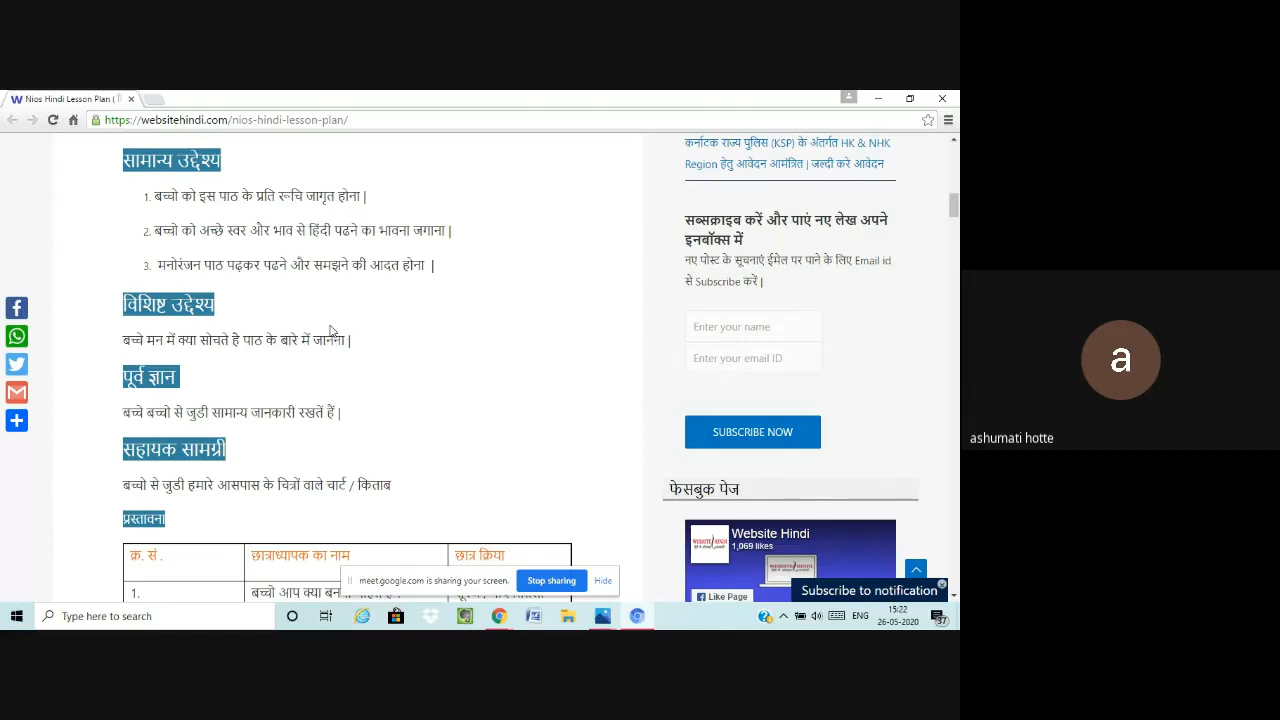 Nios Hindi Lesson Plan (
https://websitehindi.com/nios-hindi-lesson-plan/
सामान्य उद्देश्य
1. बच्चो को इस पाठ के प्रति रूचि जागृत होना |
2. बच्चो को अच्छे स्वर और भाव से हिंदी पढने का भावना जगाना |
3. मनोरंजन पाठ पढ़कर पढने और समझने की आदत होना |
विशिष्ट उद्देश्य
बच्चे मन में क्या सोचते है पाठ के बारे में जानना |
पूर्व ज्ञान
बच्चे बच्चो से जुडी सामान्य जानकारी रखतें हैं |
सहायक सामग्री
बच्चो से जुडी हमारे आसपास के चित्रों वाले चार्ट / किताब
प्रस्तावना
क्र. सं . छात्राध्यापक का नाम छात्र क्रिया
1. बच्चो आप क्या
कर्नाटक राज्य पुलिस (KSP) के अंतर्गत HK & NHK
Region हेतु आवेदन आमंत्रित | जल्दी करे आवेदन
सब्सक्राइब करें और पाएं नए लेख अपने
इनबॉक्स में
नए पोस्ट के सूचनाएं ईमेल पर पाने के लिए Email id
से Subscribe करें |
Enter your name
Enter your email ID
SUBSCRIBE NOW
फेसबुक पेज
Website Hindi
1,069 likes
Like Page
Subscribe to notification
meet.google.com is sharing your screen. Stop sharing Hide
Type here to search
ENG
15:22
26-05-2020
37
a
ashumati hotte